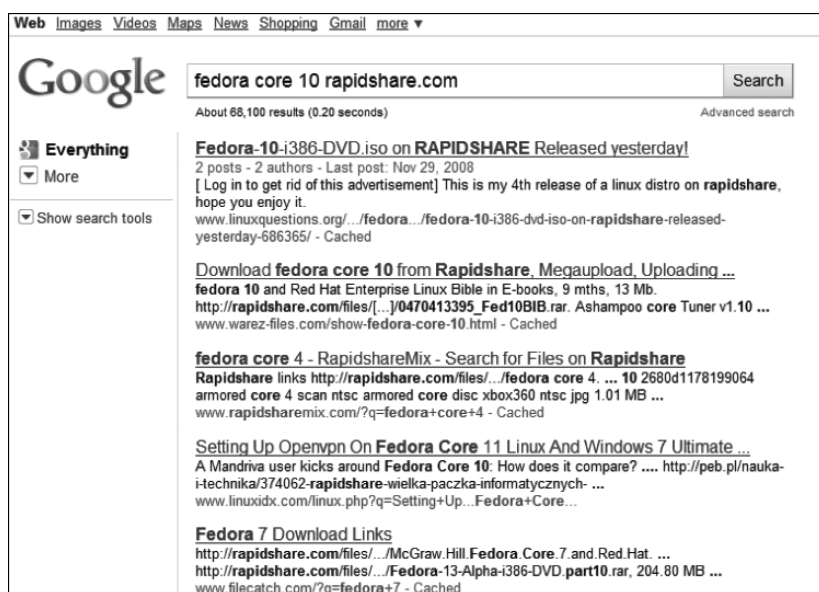 Web Images Videos Maps News Shopping Gmail more ▼
Google
fedora core 10 rapidshare.com
Search
About 68,100 results (0.20 seconds)
Advanced search
Everything
More
Show search tools
Fedora-10-i386-DVD.iso on RAPIDSHARE Released yesterday!
2 posts - 2 authors - Last post: Nov 29, 2008
[ Log in to get rid of this advertisement] This is my 4th release of a linux distro on rapidshare,
hope you enjoy it.
www.linuxquestions.org/.../fedora.../fedora-10-i386-dvd-iso-on-rapidshare-released-
yesterday-686365/ - Cached
Download fedora core 10 from Rapidshare, Megaupload, Uploading ...
fedora 10 and Red Hat Enterprise Linux Bible in E-books, 9 mths, 13 Mb.
http://rapidshare.com/files/[...]/0470413395_Fed10BIB.rar. Ashampoo core Tuner v1.10 ...
www.warez-files.com/show-fedora-core-10.html - Cached
fedora core 4 - RapidshareMix - Search for Files on Rapidshare
Rapidshare links http://rapidshare.com/files/.../fedora core 4. ... 10 2680d1178199064
armored core 4 scan ntsc armored core disc xbox360 ntsc jpg 1.01 MB ...
www.rapidsharemix.com/?q=fedora+core+4 - Cached
Setting Up Openvpn On Fedora Core 11 Linux And Windows 7 Ultimate ...
A Mandriva user kicks around Fedora Core 10: How does it compare? .... http://peb.pl/nauka-
i-technika/374062-rapidshare-wielka-paczka-informatycznych- ...
www.linuxidx.com/linux.php?q=Setting+Up...Fedora+Core...
Fedora 7 Download Links
http://rapidshare.com/files/.../McGraw.Hill.Fedora.Core.7.and.Red.Hat. ...
http://rapidshare.com/files/.../Fedora-13-Alpha-i386-DVD.part10.rar, 204.80 MB ...
www.filecatch.com/?q=fedora+7 - Cached